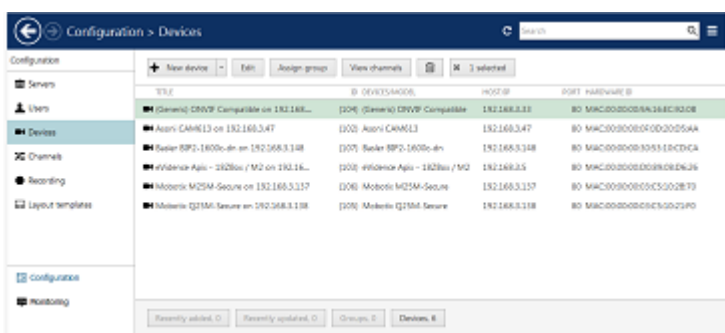 Configuration > Devices
Search
Configuration
New device
Edit
Assign group
View channels
1 selected
Servers
Users
Devices
Channels
Recording
Layout templates
Configuration
Monitoring
TITLE
ID DEVICES/MODEL
HOST/IP
PORT HARDWARE ID
(Generic) ONVIF Compatible on 192.168... [104] (Generic) ONVIF Compatible 192.168.3.33 80
Axoni CAM613 on 192.168.3.47 [102] Axoni CAM613 192.168.3.47 80
Basler BIP2-1600c-dn on 192.168.3.148 [107] Basler BIP2-1600c-dn 192.168.3.148 80
eVidence Apix - 18ZBox / M2 on 192.16... [103] eVidence Apix - 18ZBox / M2 192.168.3.5 80
Mobotix M25M-Secure on 192.168.3.137 [106] Mobotix M25M-Secure 192.168.3.137 80
Mobotix Q25M-Secure on 192.168.3.138 [105] Mobotix Q25M-Secure 192.168.3.138 80
Recently added, 0
Recently updated, 0
Groups, 0
Devices, 6